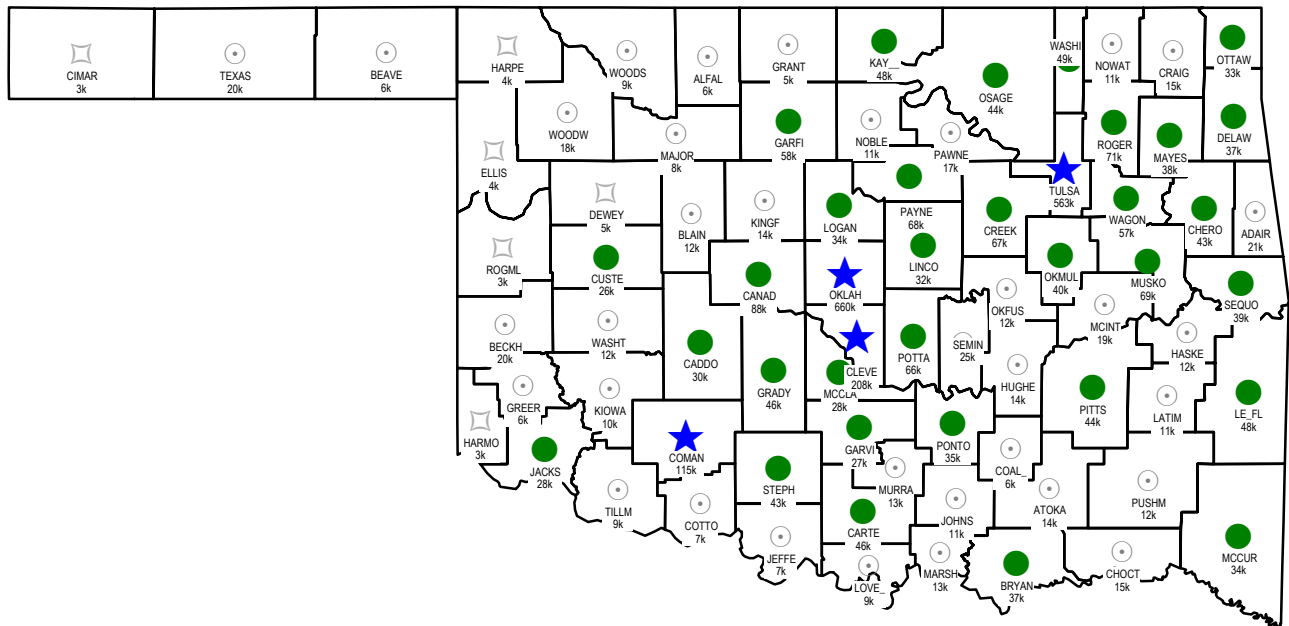 CIMAR
3k
TEXAS
20k
BEAVE
6k
HARPE
4k
WOODS
9k
ALFAL
6k
GRANT
5k
KAY__
48k
WASHI
49k
NOWAT
11k
CRAIG
15k
OTTAW
33k
OSAGE
44k
WOODW
18k
MAJOR
8k
GARFI
58k
NOBLE
11k
PAWNE
17k
ROGER
71k
MAYES
38k
DELAW
37k
ELLIS
4k
DEWEY
5k
BLAIN
12k
KINGF
14k
LOGAN
34k
PAYNE
68k
CREEK
67k
TULSA
563k
WAGON
57k
CHERO
43k
ADAIR
21k
ROGML
3k
CUSTE
26k
CANAD
88k
OKLAH
660k
LINCO
32k
OKMUL
40k
MUSKO
69k
SEQUO
39k
BECKH
20k
WASHT
12k
CADDO
30k
GRADY
46k
MCCLA
28k
CLEVE
208k
POTTA
66k
SEMIN
25k
OKFUS
12k
MCINT
19k
HASKE
12k
HARMO
3k
GREER
6k
KIOWA
10k
HUGHE
14k
PITTS
44k
LATIM
11k
LE_FL
48k
JACKS
28k
COMAN
115k
GARVI
27k
PONTO
35k
COAL_
6k
TILLM
9k
COTTO
7k
STEPH
43k
MURRA
13k
JOHNS
11k
ATOKA
14k
PUSHM
12k
JEFFE
7k
CARTE
46k
LOVE_
9k
MARSH
13k
BRYAN
37k
CHOCT
15k
MCCUR
34k